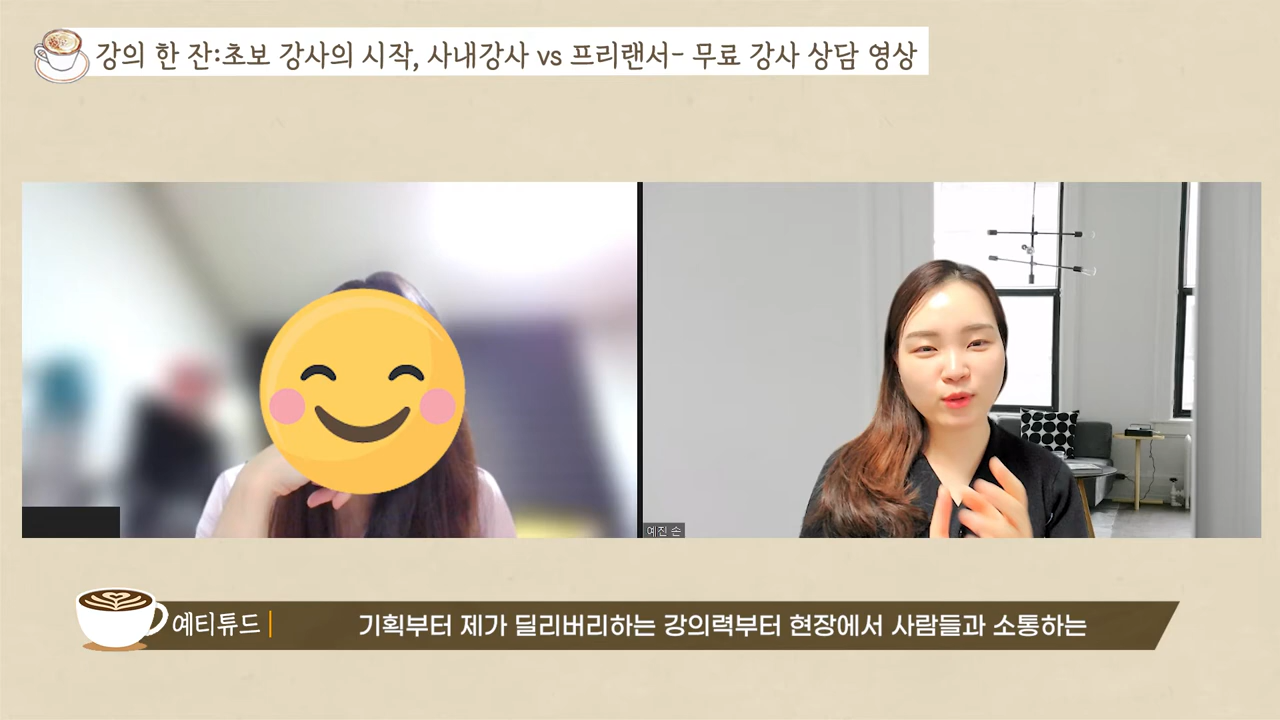 강의 한 잔:초보 강사의 시작, 사내강사 vs 프리랜서- 무료 강사 상담 영상
예진 손
예티튜드
기획부터 제가 딜리버리하는 강의력부터 현장에서 사람들과 소통하는